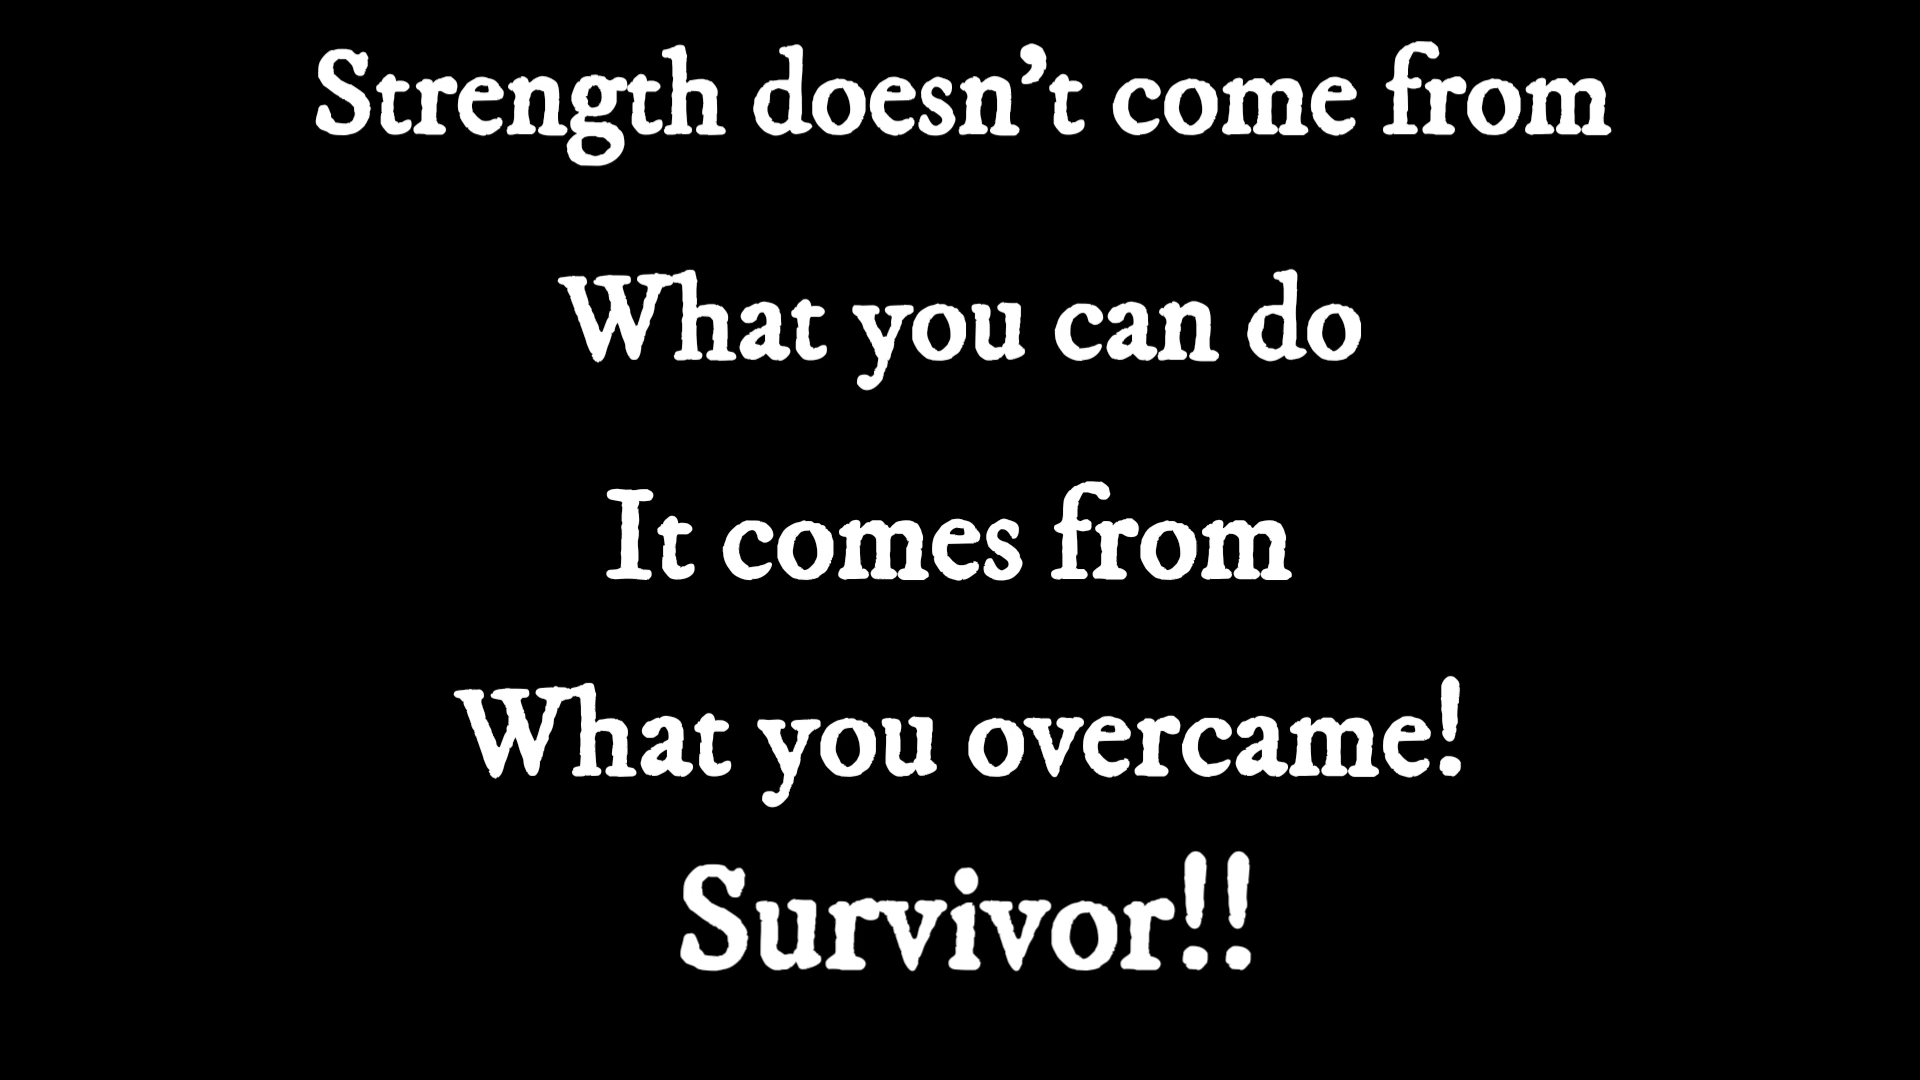 Strength doesn't come from
What you can do
It comes from
What you overcame!
Survivor!!